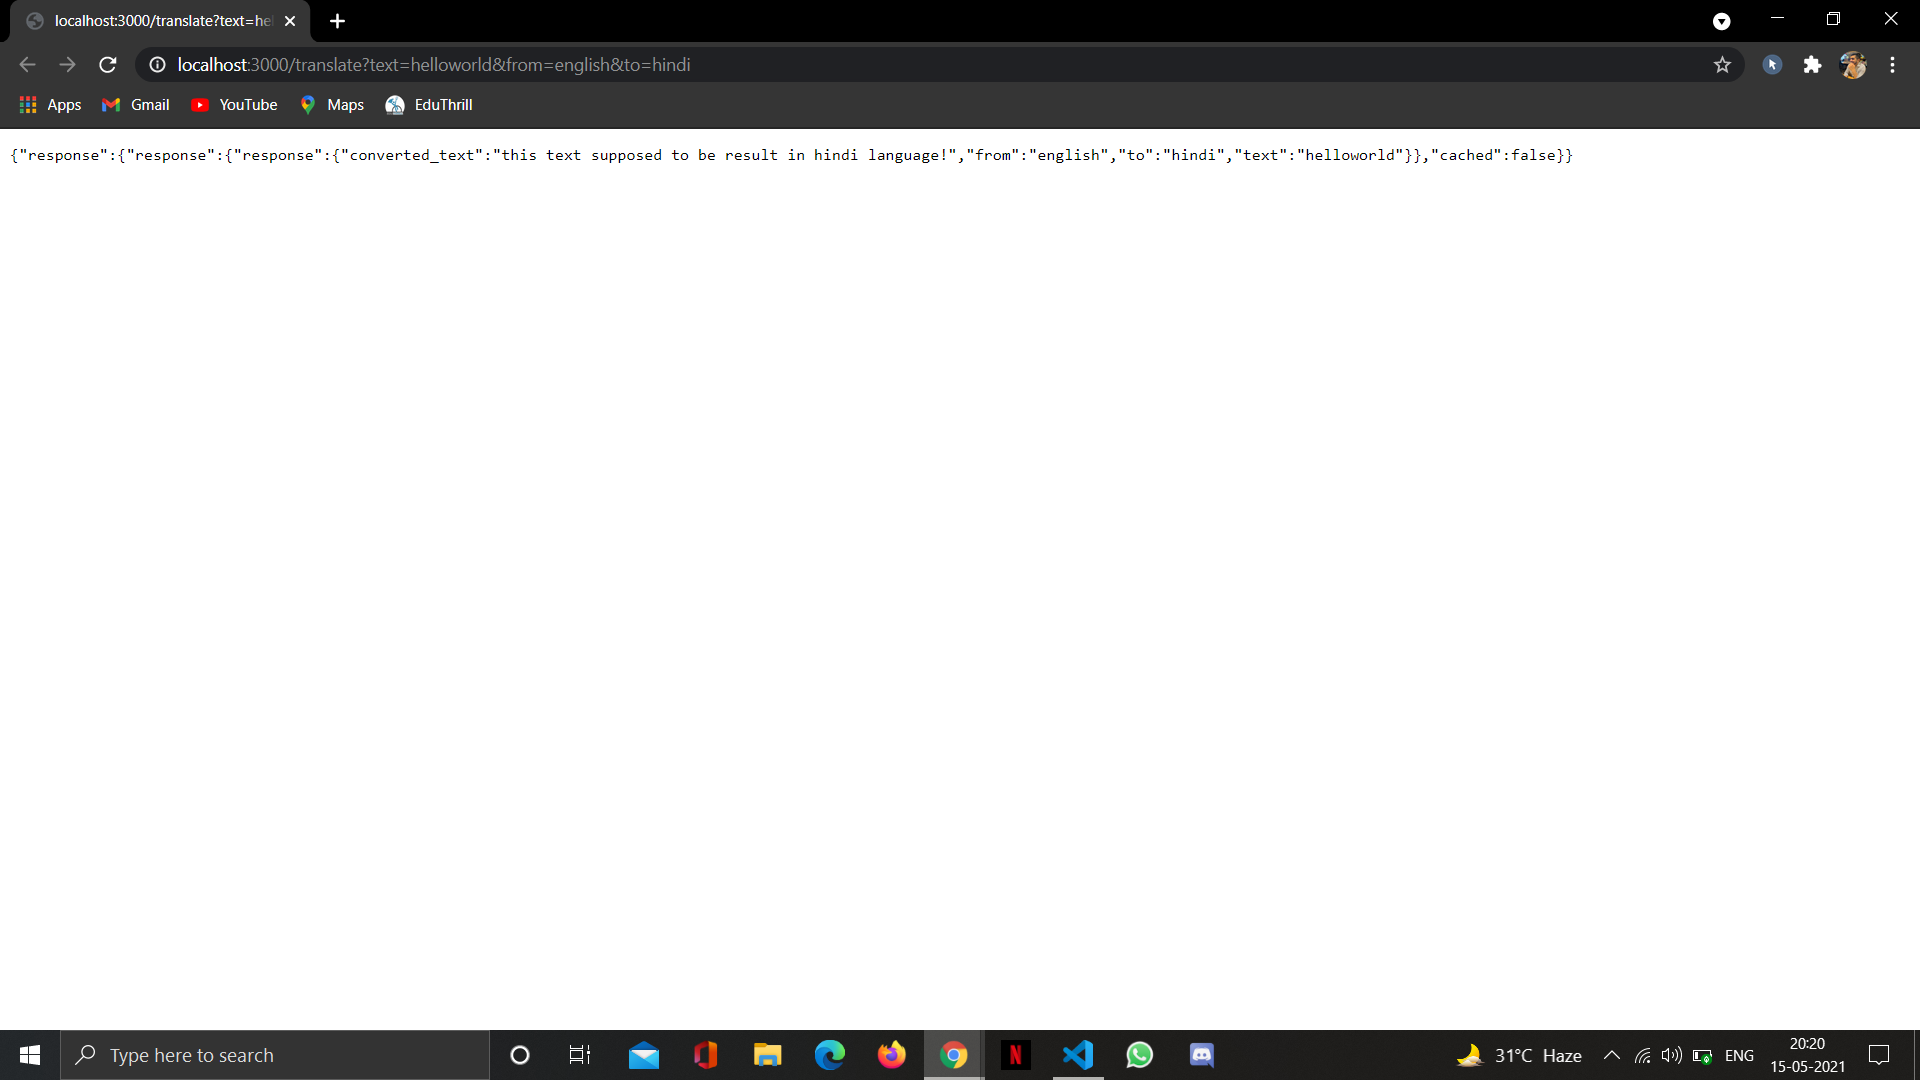 localhost:3000/translate?text=he
localhost:3000/translate?text=helloworld&from=english&to=hindi
Apps Gmail YouTube Maps EduThrill
{"response":{"response":{"response":{"converted_text":"this text supposed to be result in hindi language!","from":"english","to":"hindi","text":"helloworld"}},"cached":false}}
Type here to search
N
31°C Haze
ENG
20:20
15-05-2021